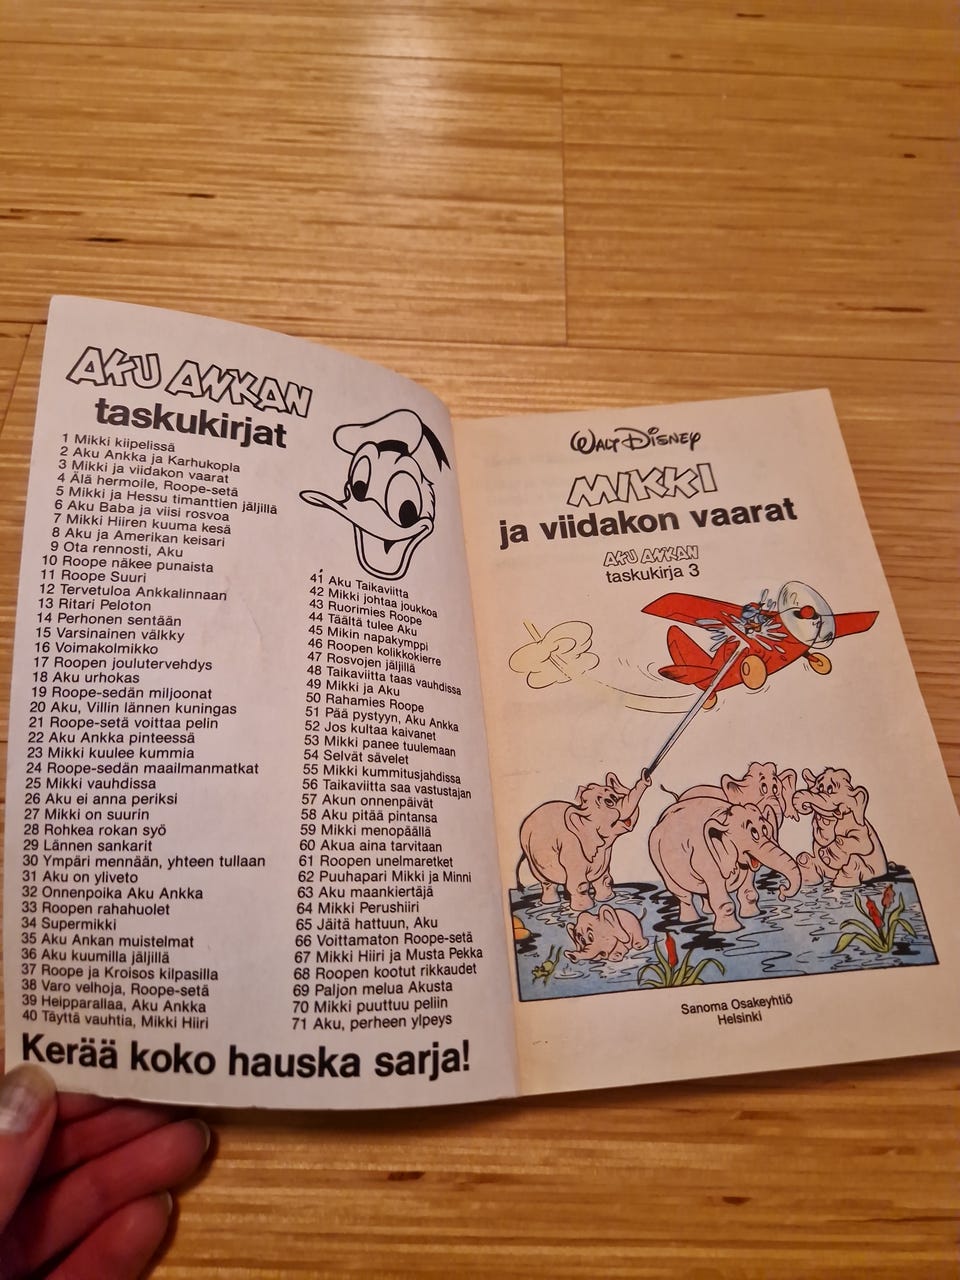 AKU ANKAN
taskukirjat
1 Mikki kiipelissä
2 Aku Ankka ja Karhukopla
3 Mikki ja viidakon vaarat
4 Älä hermoile, Roope-setä
5 Mikki ja Hessu timanttien jäljillä
6 Aku Baba ja viisi rosvoa
7 Mikki Hiiren kuuma kesä
8 Aku ja Amerikan keisari
9 Ota rennosti, Aku
10 Roope näkee punaista
11 Roope Suuri
12 Tervetuloa Ankkalinnaan
13 Ritari Peloton
14 Perhonen sentään
15 Varsinainen välkky
16 Voimakolmikko
17 Roopen joulutervehdys
18 Aku urhokas
19 Roope-sedän miljoonat
20 Aku, Villin lännen kuningas
21 Roope-setä voittaa pelin
22 Aku Ankka pinteessä
23 Mikki kuulee kummia
24 Roope-sedän maailmanmatkat
25 Mikki vauhdissa
26 Aku ei anna periksi
27 Mikki on suurin
28 Rohkea rokan syö
29 Lännen sankarit
30 Ympäri mennään, yhteen tullaan
31 Aku on yliveto
32 Onnenpoika Aku Ankka
33 Roopen rahahuolet
34 Supermikki
35 Aku Ankan muistelmat
36 Aku kuumilla jäljillä
37 Roope ja Kroisos kilpasilla
38 Varo velhoja, Roope-setä
39 Heipparallaa, Aku Ankka
40 Täyttä vauhtia, Mikki Hiiri
41 Aku Taikaviitta
42 Mikki johtaa joukkoa
43 Ruorimies Roope
44 Täältä tulee Aku
45 Mikin napakymppi
46 Roopen kolikkokierre
47 Rosvojen jäljillä
48 Taikaviitta taas vauhdissa
49 Mikki ja Aku
50 Rahamies Roope
51 Pää pystyyn, Aku Ankka
52 Jos kultaa kaivanet
53 Mikki panee tuulemaan
54 Selvät sävelet
55 Mikki kummitusjahdissa
56 Taikaviitta saa vastustajan
57 Akun onnenpäivät
58 Aku pitää pintansa
59 Mikki menopäällä
60 Akua aina tarvitaan
61 Roopen unelmaretket
62 Puuhapari Mikki ja Minni
63 Aku maankiertäjä
64 Mikki Perushiiri
65 Jäitä hattuun, Aku
66 Voittamaton Roope-setä
67 Mikki Hiiri ja Musta Pekka
68 Roopen kootut rikkaudet
69 Paljon melua Akusta
70 Mikki puuttuu peliin
71 Aku, perheen ylpeys
Kerää koko hauska sarja!
WALT DISNEY
MIKKI
ja viidakon vaarat
AKU ANKAN
taskukirja 3
Sanoma Osakeyhtiö
Helsinki